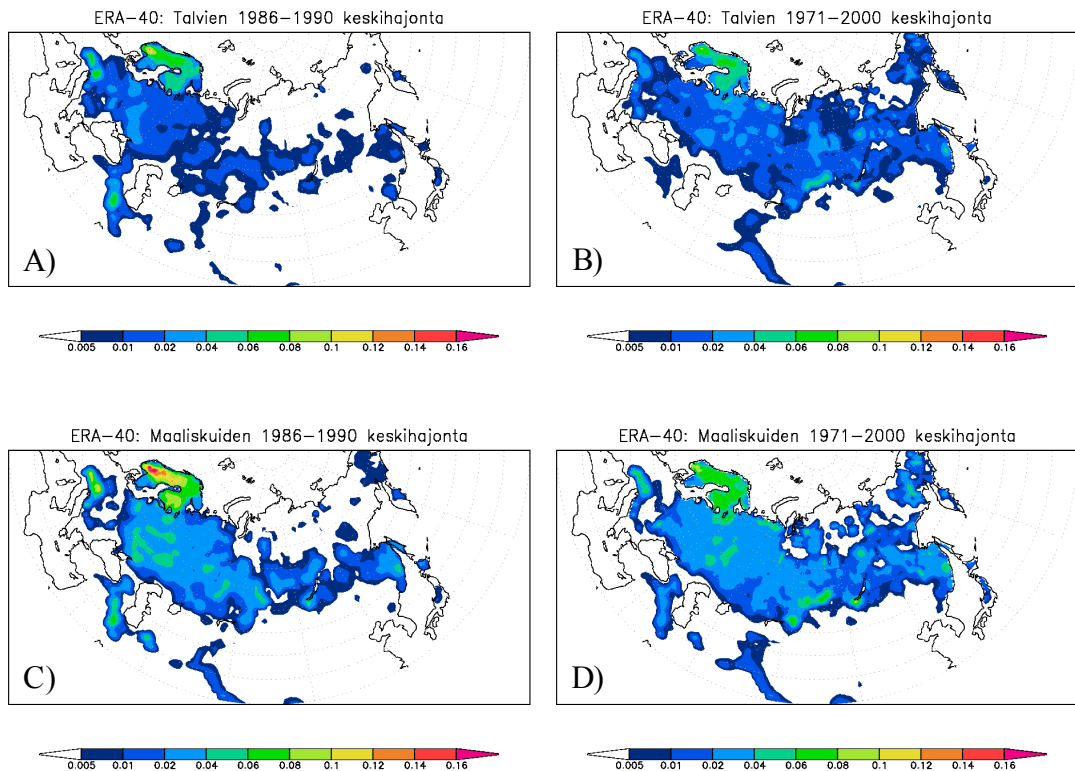 ERA-40: Talvien 1986-1990 keskihajonta
A)
0.005 0.01 0.02 0.04 0.06 0.08 0.1 0.12 0.14 0.16
ERA-40: Talvien 1971-2000 keskihajonta
B)
0.005 0.01 0.02 0.04 0.06 0.08 0.1 0.12 0.14 0.16
ERA-40: Maaliskuiden 1986-1990 keskihajonta
C)
0.005 0.01 0.02 0.04 0.06 0.08 0.1 0.12 0.14 0.16
ERA-40: Maaliskuiden 1971-2000 keskihajonta
D)
0.005 0.01 0.02 0.04 0.06 0.08 0.1 0.12 0.14 0.16